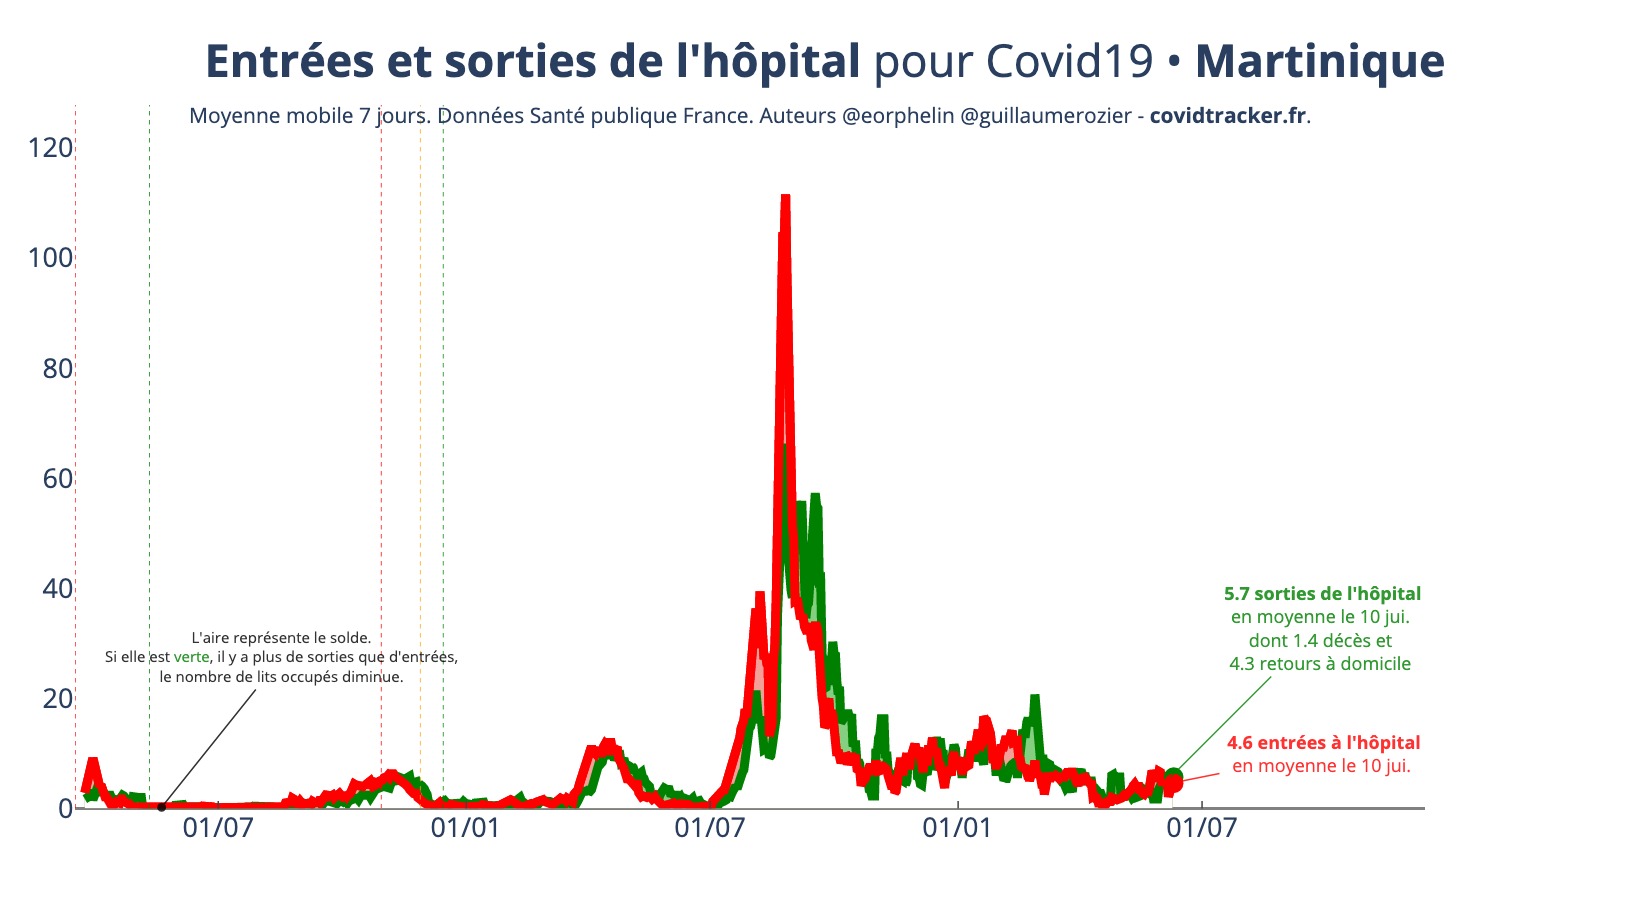 Entrées et sorties de l'hôpital pour Covid19 • Martinique
Moyenne mobile 7 jours. Données Santé publique France. Auteurs @eorphelin @guillaumerozier - covidtracker.fr.
120
100
80
60
40
20
0
L'aire représente le solde.
Si elle est verte, il y a plus de sorties que d'entrées,
le nombre de lits occupés diminue.
5.7 sorties de l'hôpital
en moyenne le 10 jui.
dont 1.4 décès et
4.3 retours à domicile
4.6 entrées à l'hôpital
en moyenne le 10 jui.
01/07 01/01 01/07 01/01 01/07